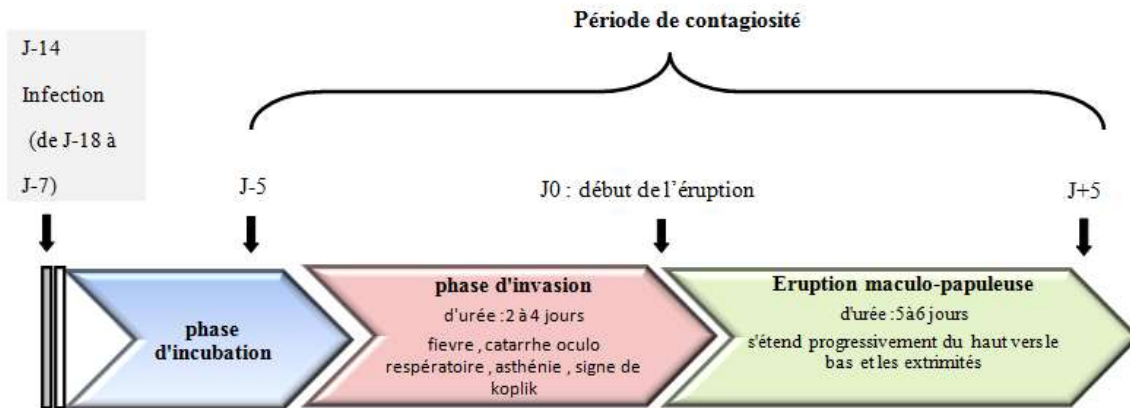 Période de contagiosité
J-14
Infection
(de J-18 à
J-7)
J-5
J0 : début de l'éruption
J+5
phase
d'incubation
phase d'invasion
d'urée :2 à 4 jours
fievre , catarrhe oculo
respératoire , asthénie , signe de
koplik
Eruption maculo-papuleuse
d'urée : 5 à 6 jours
s'étend progressivement du haut vers le
bas et les extrimités